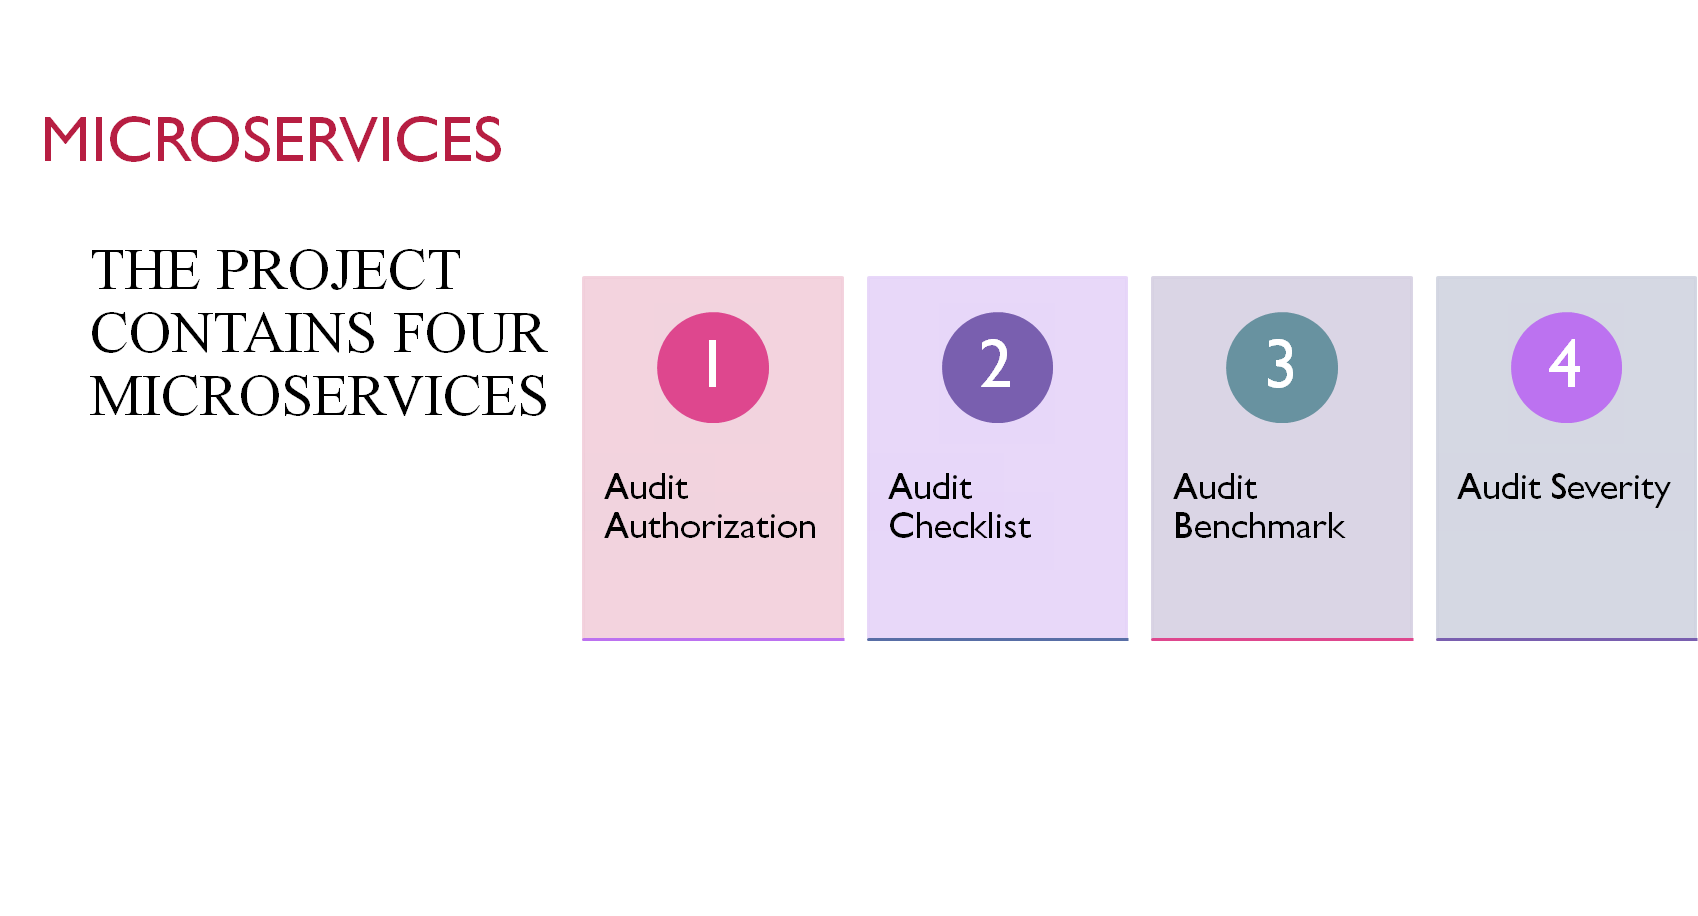 MICROSERVICES
THE PROJECT
CONTAINS FOUR
MICROSERVICES
1
Audit
Authorization
2
Audit
Checklist
3
Audit
Benchmark
4
Audit Severity